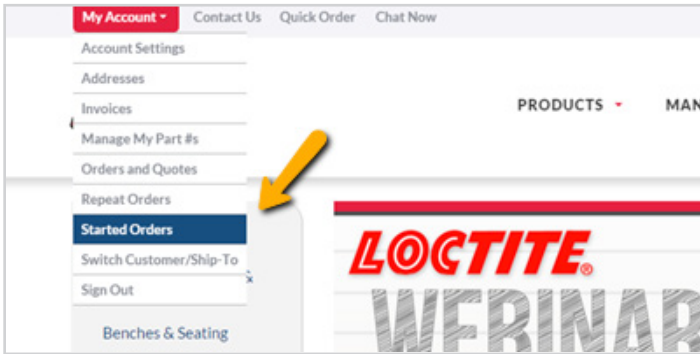 My Account Contact Us Quick Order Chat Now
Account Settings
Addresses
Invoices
PRODUCTS
Manage My Part #s
Orders and Quotes
Repeat Orders
Started Orders
Switch Customer/Ship-To
&
Sign Out
Benches & Seating
LOCTITE®
WEBINAR